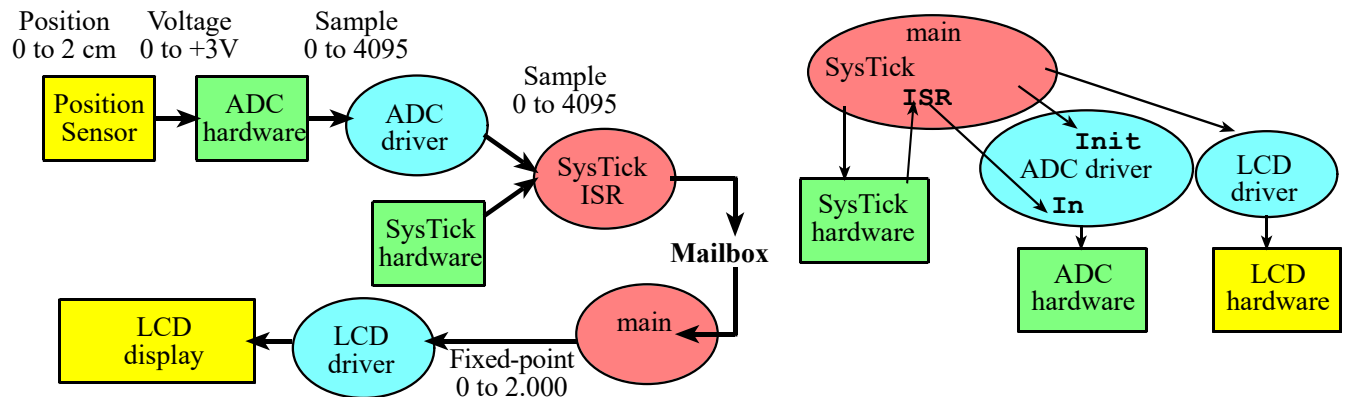 Position
0 to 2 cm
Voltage
0 to +3V
Sample
0 to 4095
Position
Sensor
ADC
hardware
ADC
driver
Sample
0 to 4095
SysTick
ISR
SysTick
hardware
Mailbox
main
Fixed-point
0 to 2.000
LCD
driver
LCD
display
main
SysTick
ISR
Init
ADC driver
In
LCD
driver
SysTick
hardware
ADC
hardware
LCD
hardware